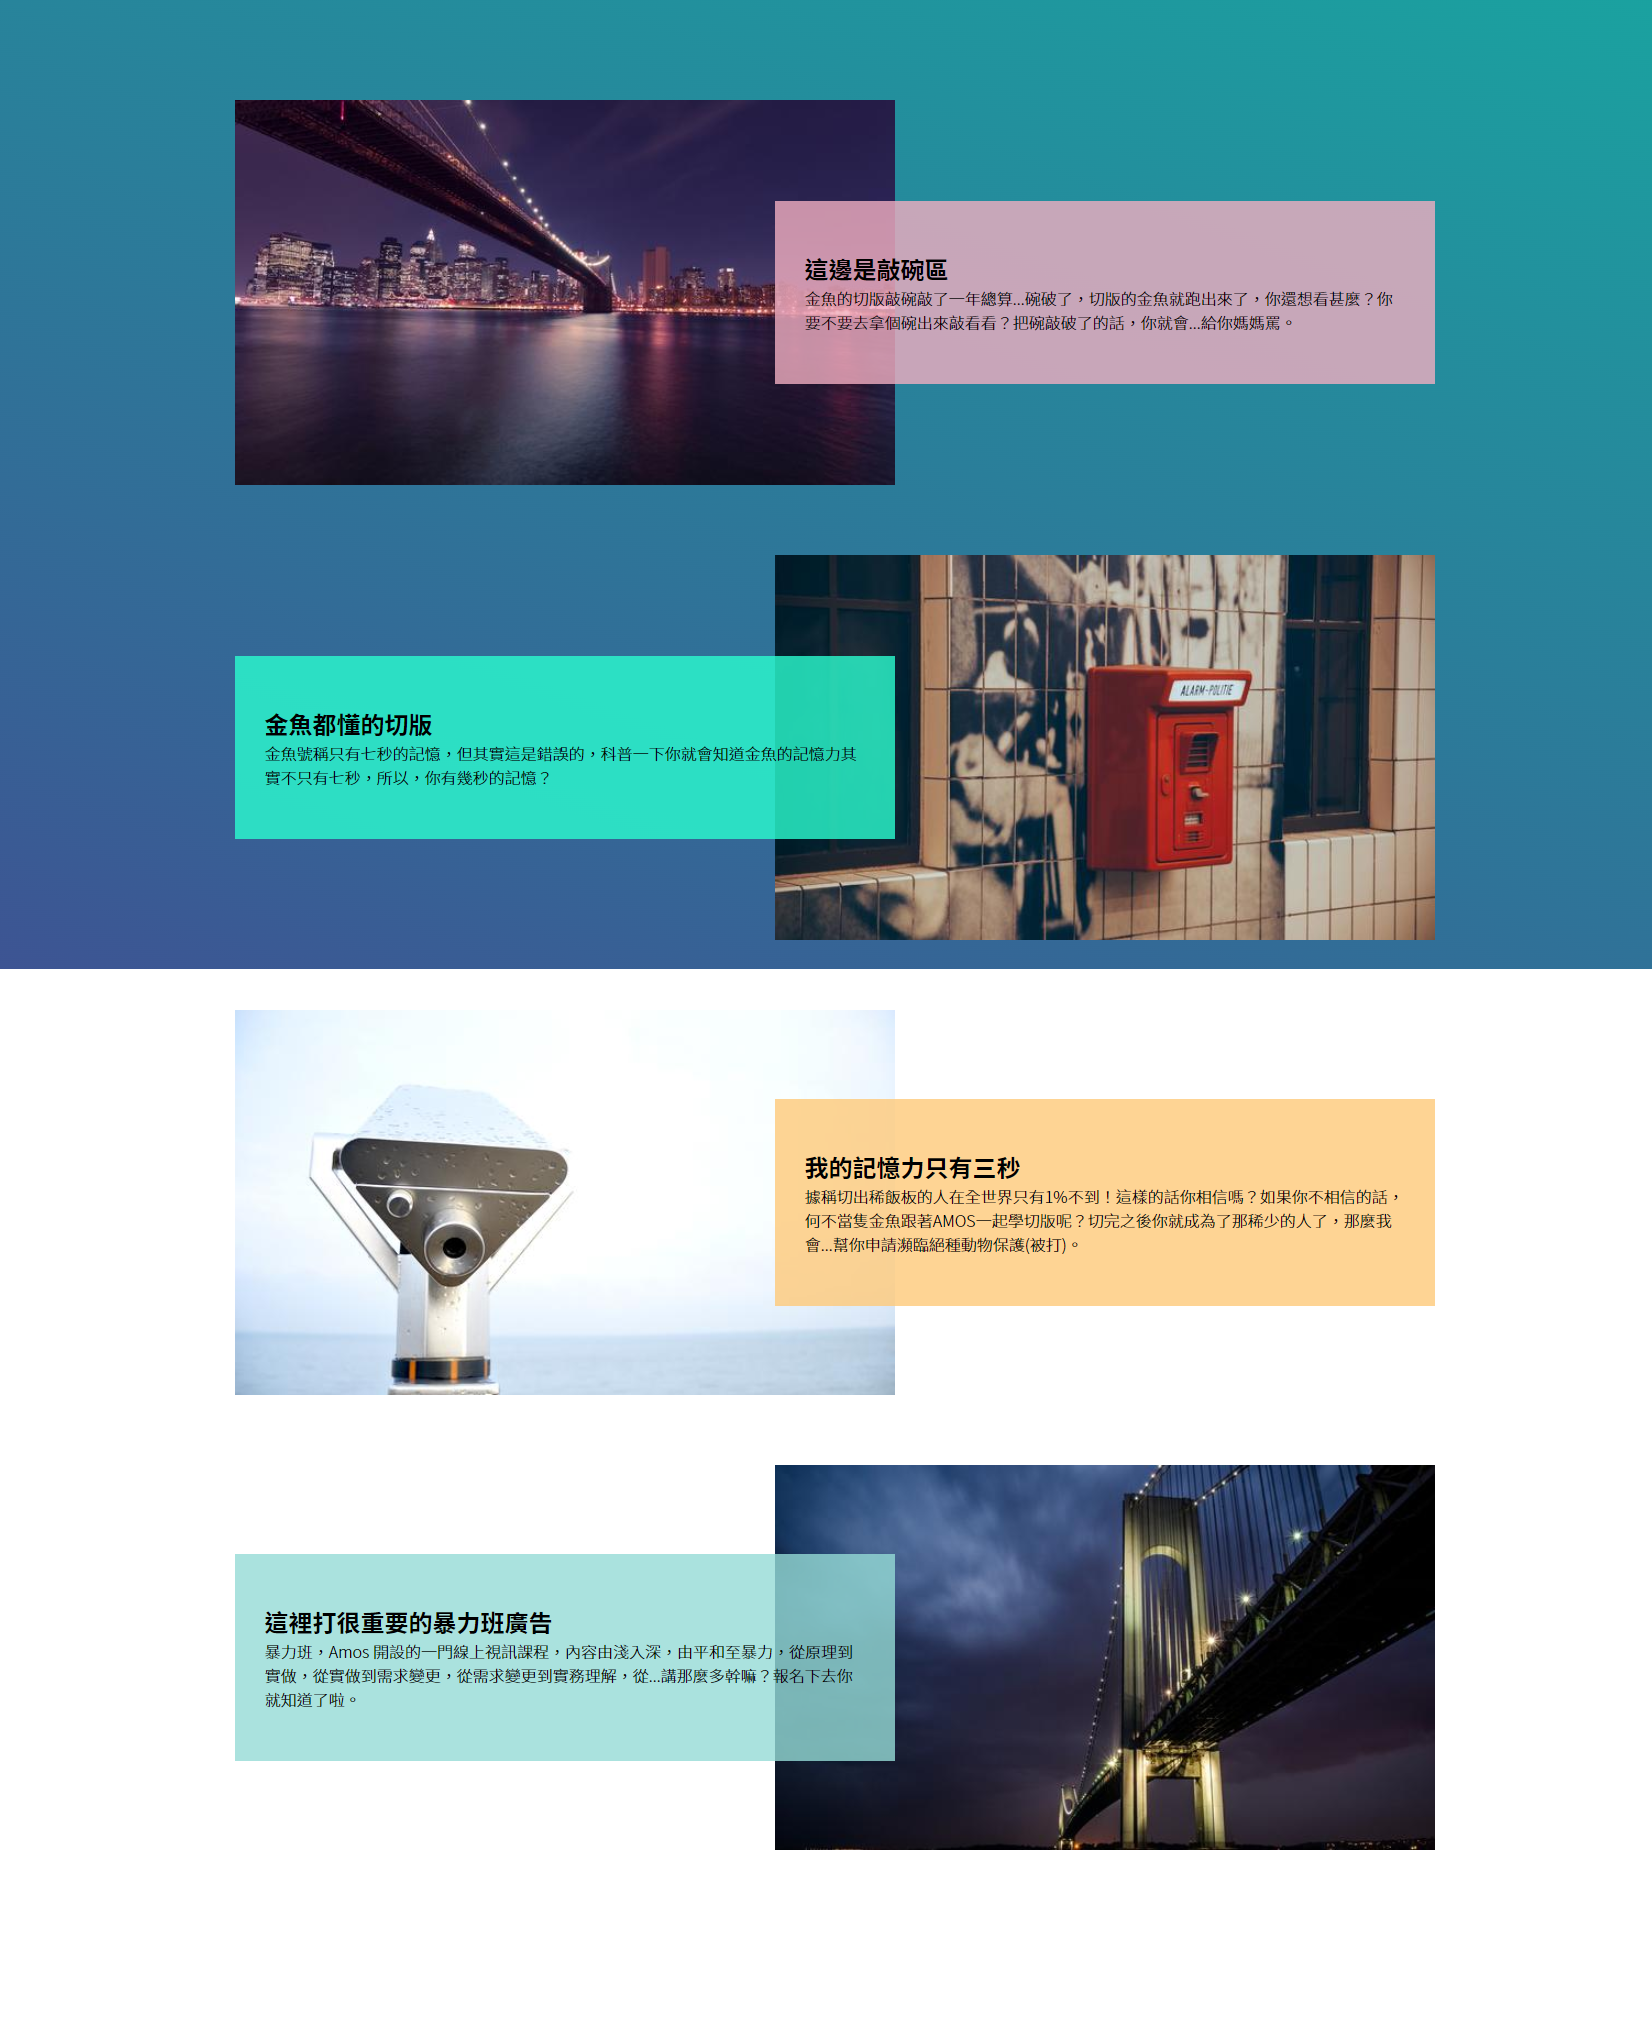 這邊是敲碗區
金魚的切版敲碗敲了一年總算...碗破了，切版的金魚就跑出來了，你還想看甚麼？你
要不要去拿個碗出來敲看看？把碗敲破了的話，你就會...給你媽媽罵。
ALARM-POLITIE
金魚都懂的切版
金魚號稱只有七秒的記憶，但其實這是錯誤的，科普一下你就會知道金魚的記憶力其
實不只有七秒，所以，你有幾秒的記憶？
我的記憶力只有三秒
據稱切出稀飯板的人在全世界只有1%不到！這樣的話你相信嗎？如果你不相信的話，
何不當隻金魚跟著AMOS一起學切版呢？切完之後你就成為了那稀少的人了，那麼我
會...幫你申請瀕臨絕種動物保護(被打)。
這裡打很重要的暴力班廣告
暴力班，Amos 開設的一門線上視訊課程，內容由淺入深，由平和至暴力，從原理到
實做，從實做到需求變更，從需求變更到實務理解，從...講那麼多幹嘛？報名下去你
就知道了啦。